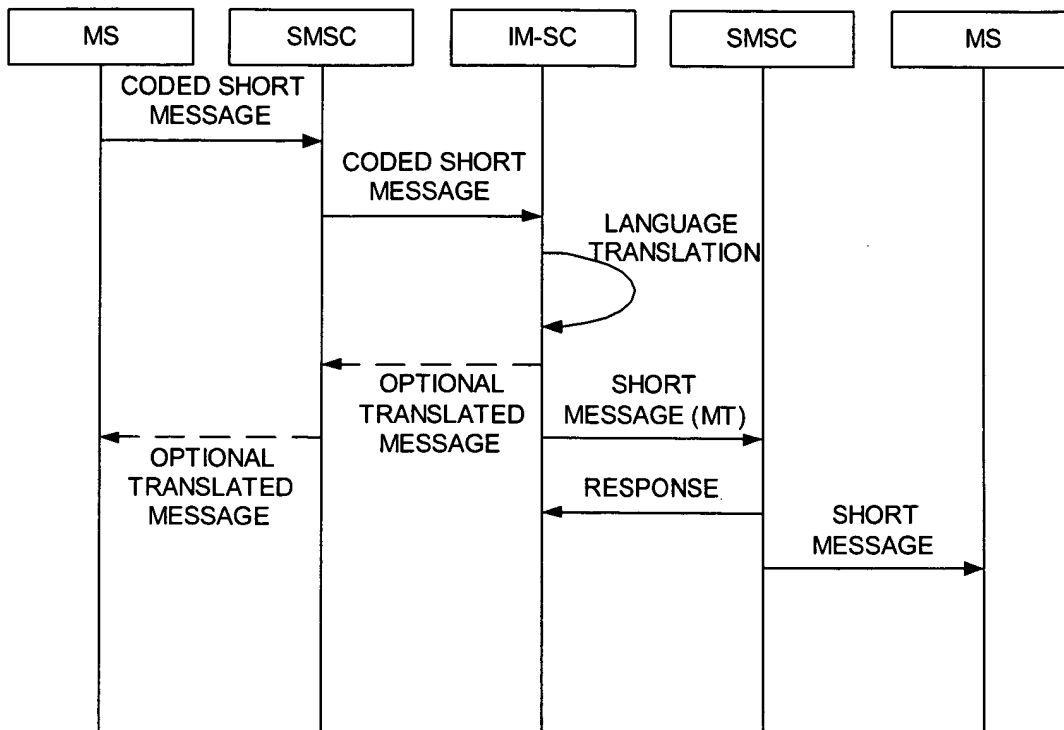 MS
SMSC
IM-SC
SMSC
MS
CODED SHORT
MESSAGE
CODED SHORT
MESSAGE
LANGUAGE
TRANSLATION
OPTIONAL
TRANSLATED
MESSAGE
SHORT
MESSAGE (MT)
OPTIONAL
TRANSLATED
MESSAGE
RESPONSE
SHORT
MESSAGE